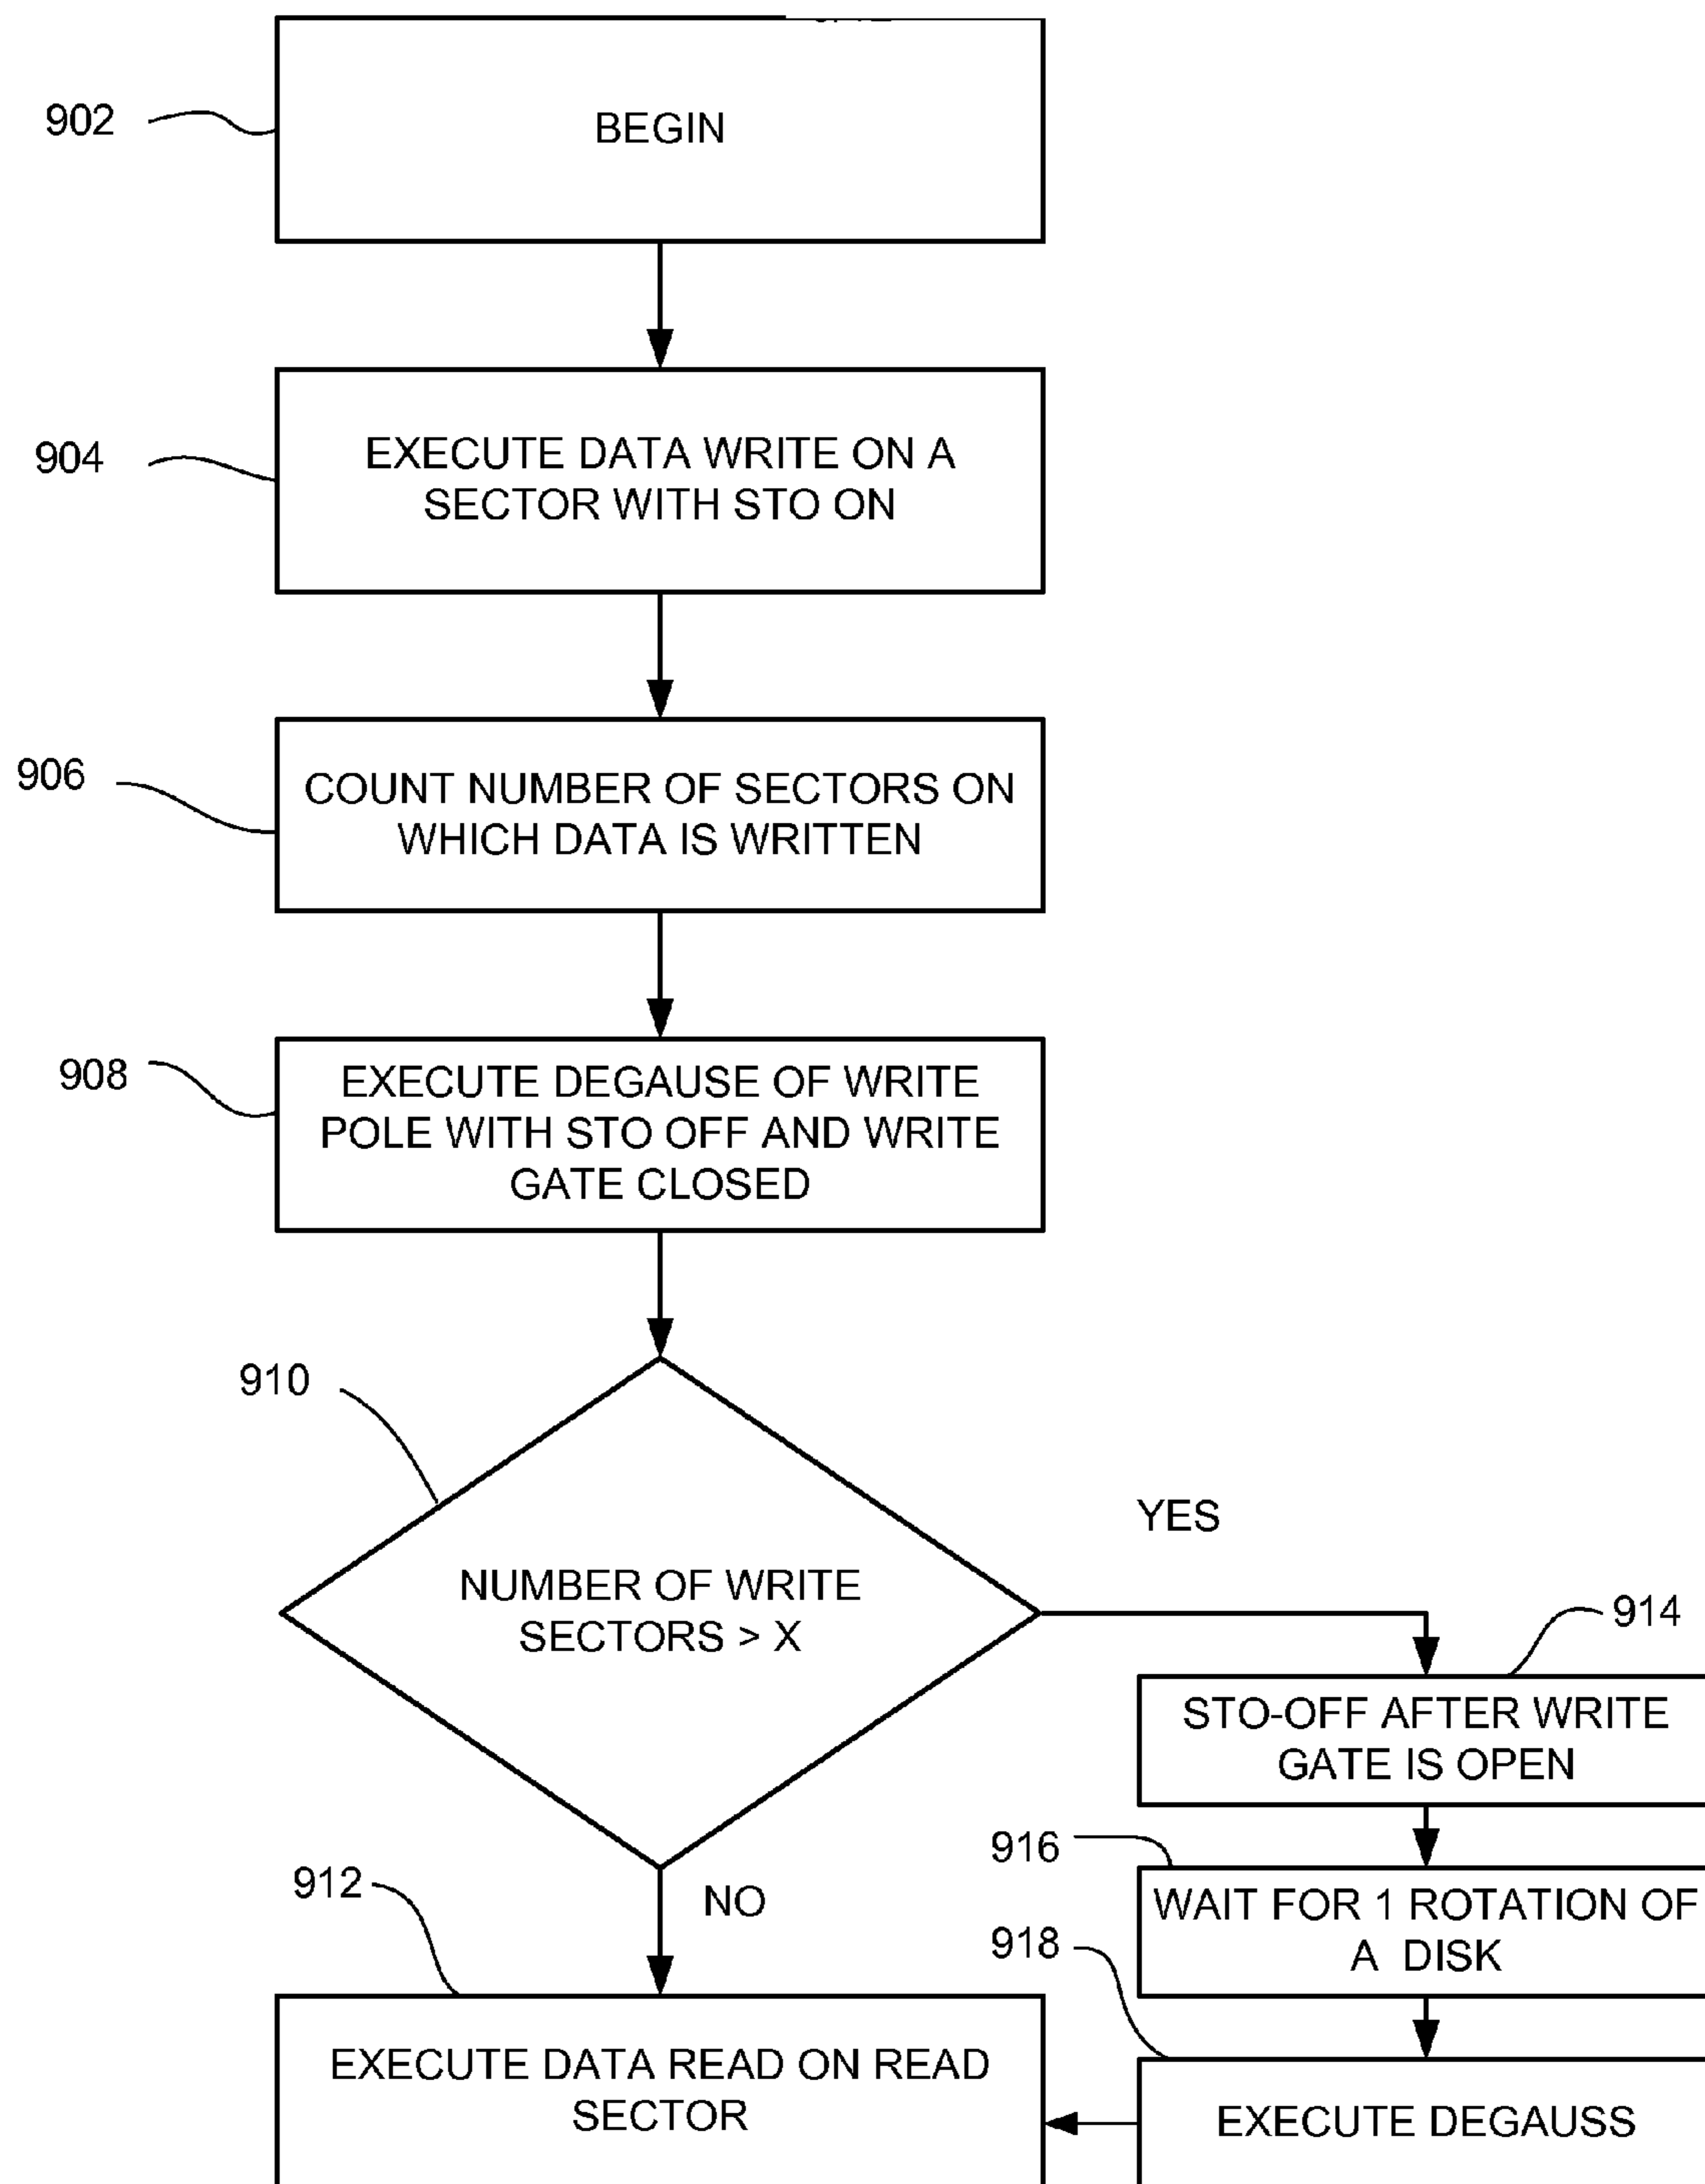 902
BEGIN
904
EXECUTE DATA WRITE ON A
SECTOR WITH STO ON
906
COUNT NUMBER OF SECTORS ON
WHICH DATA IS WRITTEN
908
EXECUTE DEGAUSE OF WRITE
POLE WITH STO OFF AND WRITE
GATE CLOSED
910
NUMBER OF WRITE
SECTORS > X
YES
914
STO-OFF AFTER WRITE
GATE IS OPEN
916
WAIT FOR 1 ROTATION OF
A DISK
912
NO
918
EXECUTE DATA READ ON READ
SECTOR
EXECUTE DEGAUSS